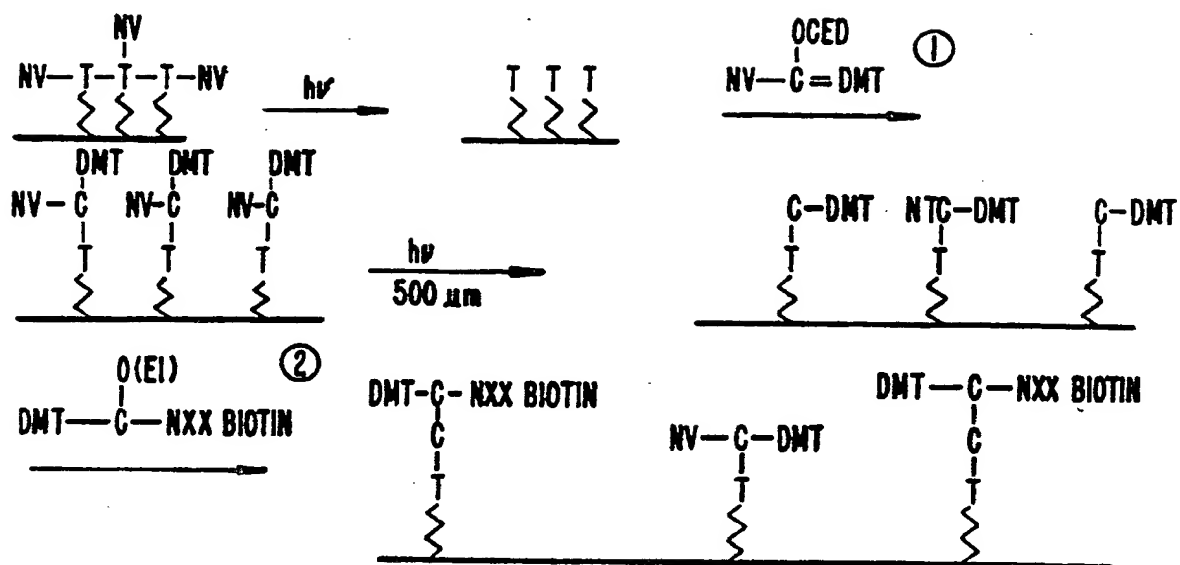 NV
NV—T—T—T—NV
hν
T T T
OCED
NV—C=DMT
①
DMT DMT DMT
NV—C NV—C NV—C
T T T
hν
500 µm
C—DMT NTC—DMT C—DMT
T T T
O(EI)
②
DMT—C—NXX BIOTIN
DMT-C-NXX BIOTIN
C
T
NV—C—DMT
T
DMT—C—NXX BIOTIN
C
T